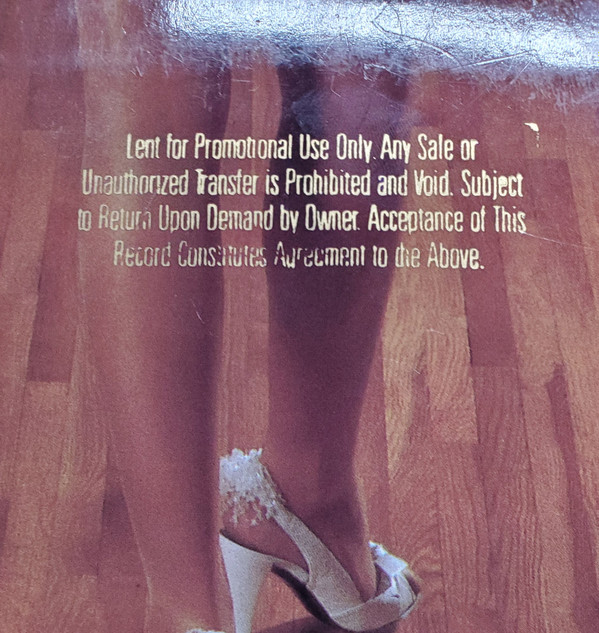 Lent for Promotional Use Only. Any Sale or
Unauthorized Transfer is Prohibited and Void. Subject
to Return Upon Demand by Owner. Acceptance of This
Record Constitutes Agreement to the Above.